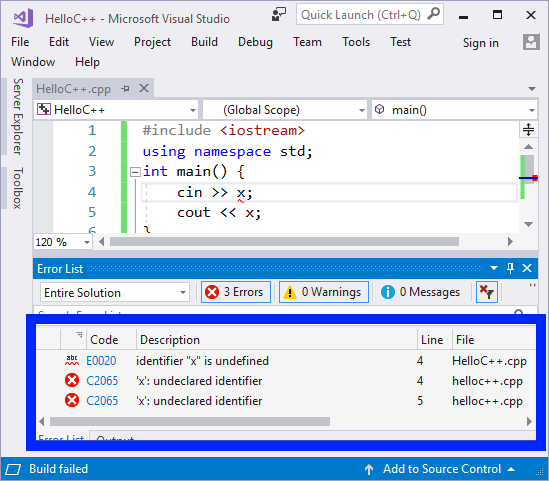 HelloC++ - Microsoft Visual Studio
Quick Launch (Ctrl+Q)
File Edit View Project Build Debug Team Tools Test Sign in
Window Help
Server Explorer
Toolbox
HelloC++.cpp
HelloC++ (Global Scope) main()
1 #include <iostream>
2 using namespace std;
3 int main() {
4 cin >> x;
5 cout << x;
6 }
120 %
Error List
Entire Solution 3 Errors 0 Warnings 0 Messages
Search Error List
Code Description Line File
abc E0020 identifier "x" is undefined 4 HelloC++.cpp
C2065 'x': undeclared identifier 4 helloc++.cpp
C2065 'x': undeclared identifier 5 helloc++.cpp
Error List Output
Build failed Add to Source Control